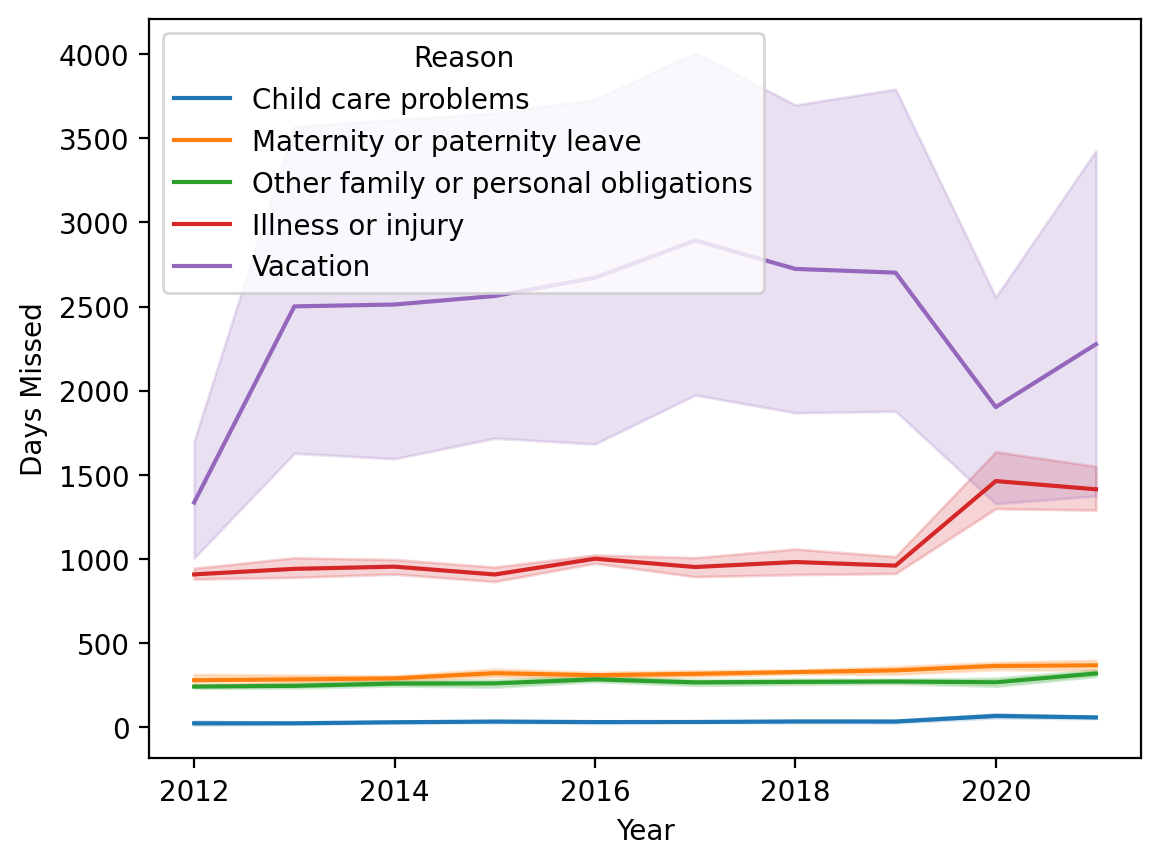 Reason
Child care problems
Maternity or paternity leave
Other family or personal obligations
Illness or injury
Vacation
4000
3500
3000
2500
2000
1500
1000
500
0
Days Missed
2012 2014 2016 2018 2020
Year